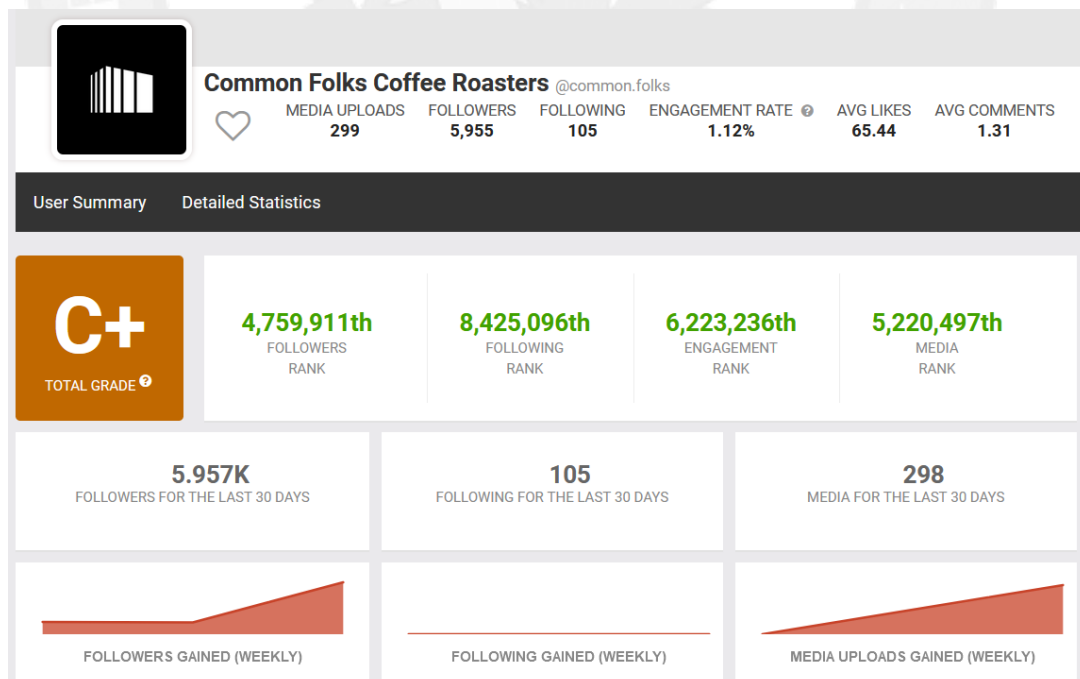 Common Folks Coffee Roasters @common.folks
MEDIA UPLOADS FOLLOWERS FOLLOWING ENGAGEMENT RATE ? AVG LIKES AVG COMMENTS
299 5,955 105 1.12% 65.44 1.31
User Summary Detailed Statistics
C+
TOTAL GRADE ?
4,759,911th
FOLLOWERS
RANK
8,425,096th
FOLLOWING
RANK
6,223,236th
ENGAGEMENT
RANK
5,220,497th
MEDIA
RANK
5.957K
FOLLOWERS FOR THE LAST 30 DAYS
105
FOLLOWING FOR THE LAST 30 DAYS
298
MEDIA FOR THE LAST 30 DAYS
FOLLOWERS GAINED (WEEKLY)
FOLLOWING GAINED (WEEKLY)
MEDIA UPLOADS GAINED (WEEKLY)